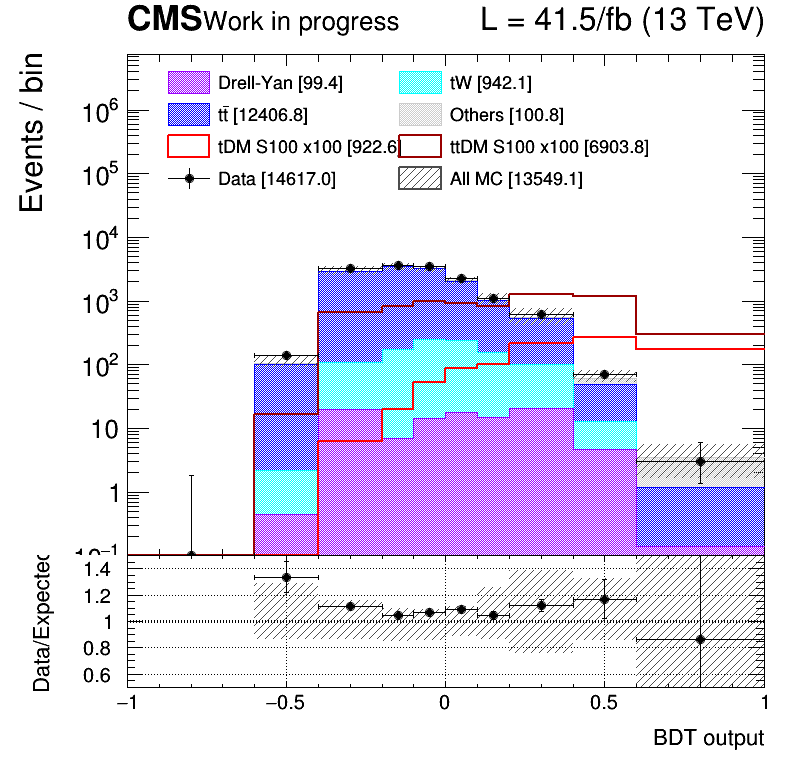 CMS Work in progress L = 41.5/fb (13 TeV)
Events / bin
Drell-Yan [99.4] tW [942.1]
tt̄ [12406.8] Others [100.8]
tDM S100 x100 [922.6] ttDM S100 x100 [6903.8]
Data [14617.0] All MC [13549.1]
10⁶
10⁵
10⁴
10³
10²
10
1
10⁻¹
Data/Expected
1.4
1.2
1
0.8
0.6
−1 −0.5 0 0.5 1
BDT output